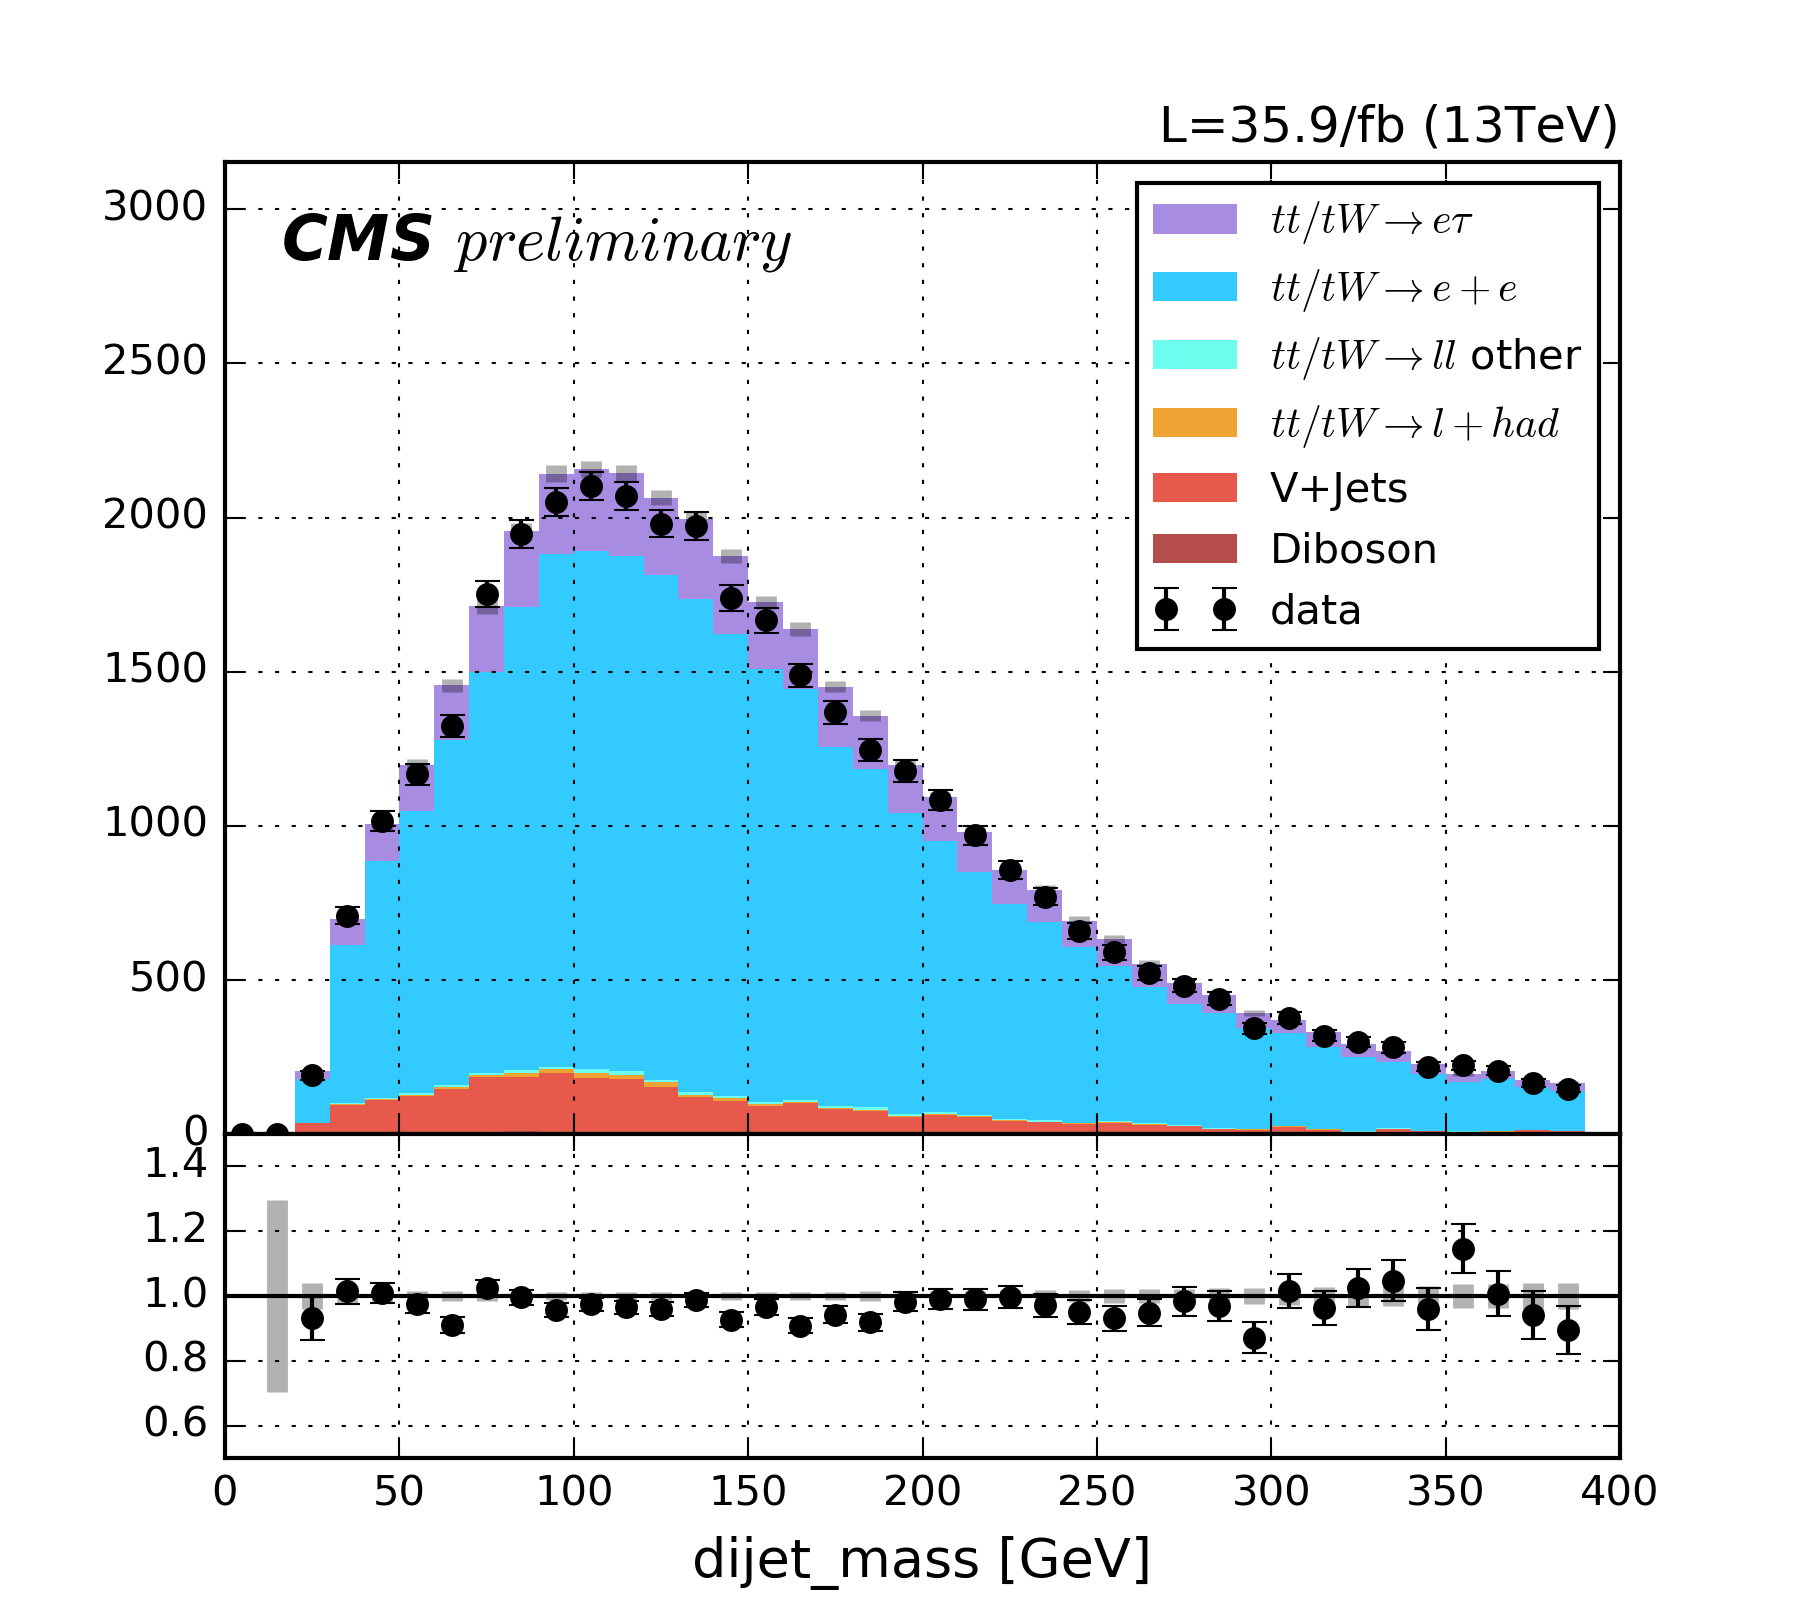 L=35.9/fb (13TeV)
CMS preliminary
tt/tW→eτ
tt/tW→e+e
tt/tW→ll other
tt/tW→l+had
V+Jets
Diboson
data
3000
2500
2000
1500
1000
500
0
1.4
1.2
1.0
0.8
0.6
0 50 100 150 200 250 300 350 400
dijet_mass [GeV]